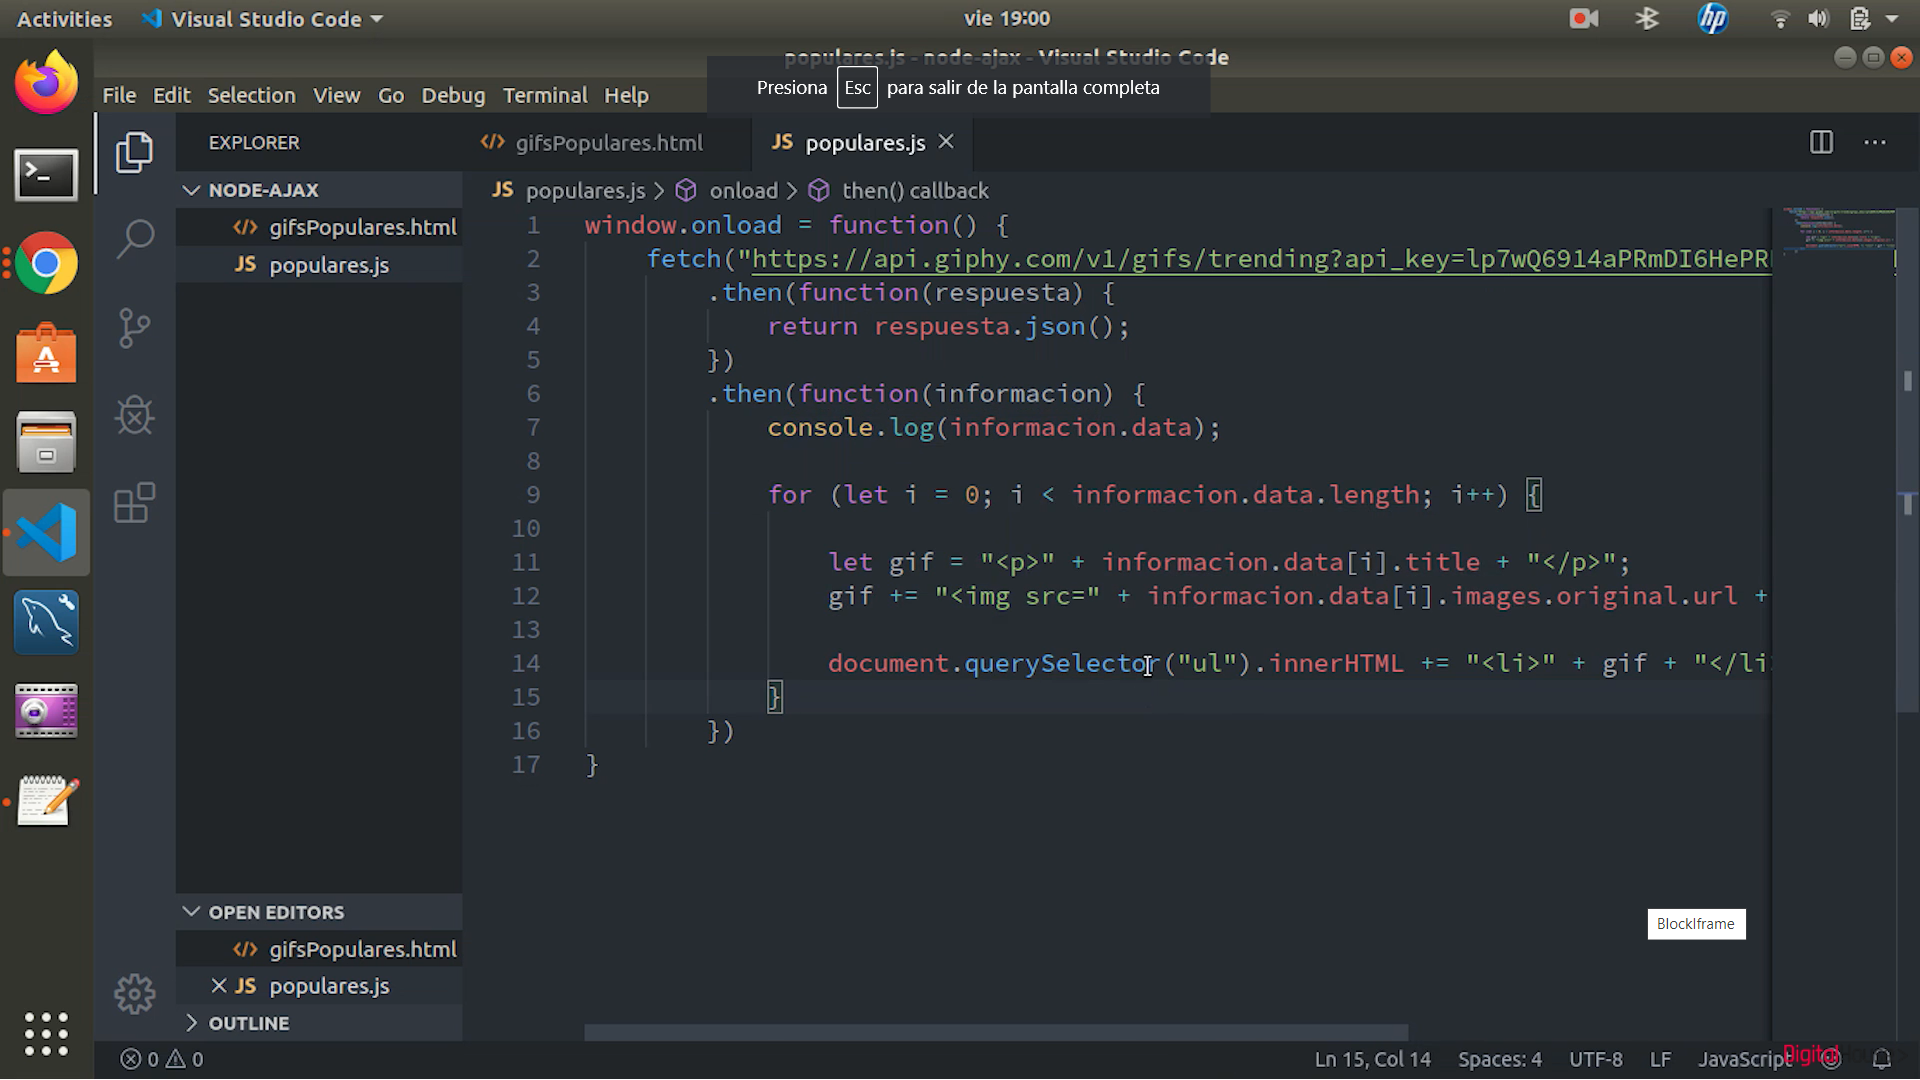 Activities Visual Studio Code vie 19:00
populares.js - node-ajax - Visual Studio Code
Presiona Esc para salir de la pantalla completa
File Edit Selection View Go Debug Terminal Help
EXPLORER
gifsPopulares.html
JS populares.js
NODE-AJAX
gifsPopulares.html
JS populares.js
JS populares.js > onload > then() callback
1 window.onload = function() {
2 fetch("https://api.giphy.com/v1/gifs/trending?api_key=lp7wQ6914aPRmDI6HePR
3 .then(function(respuesta) {
4 return respuesta.json();
5 })
6 .then(function(informacion) {
7 console.log(informacion.data);
8
9 for (let i = 0; i < informacion.data.length; i++) {
10
11 let gif = "<p>" + informacion.data[i].title + "</p>";
12 gif += "<img src=" + informacion.data[i].images.original.url +
13
14 document.querySelector("ul").innerHTML += "<li>" + gif + "</li
15 }
16 })
17 }
BlockIframe
OPEN EDITORS
gifsPopulares.html
JS populares.js
OUTLINE
0 0
Ln 15, Col 14 Spaces: 4 UTF-8 LF JavaScript
Digital